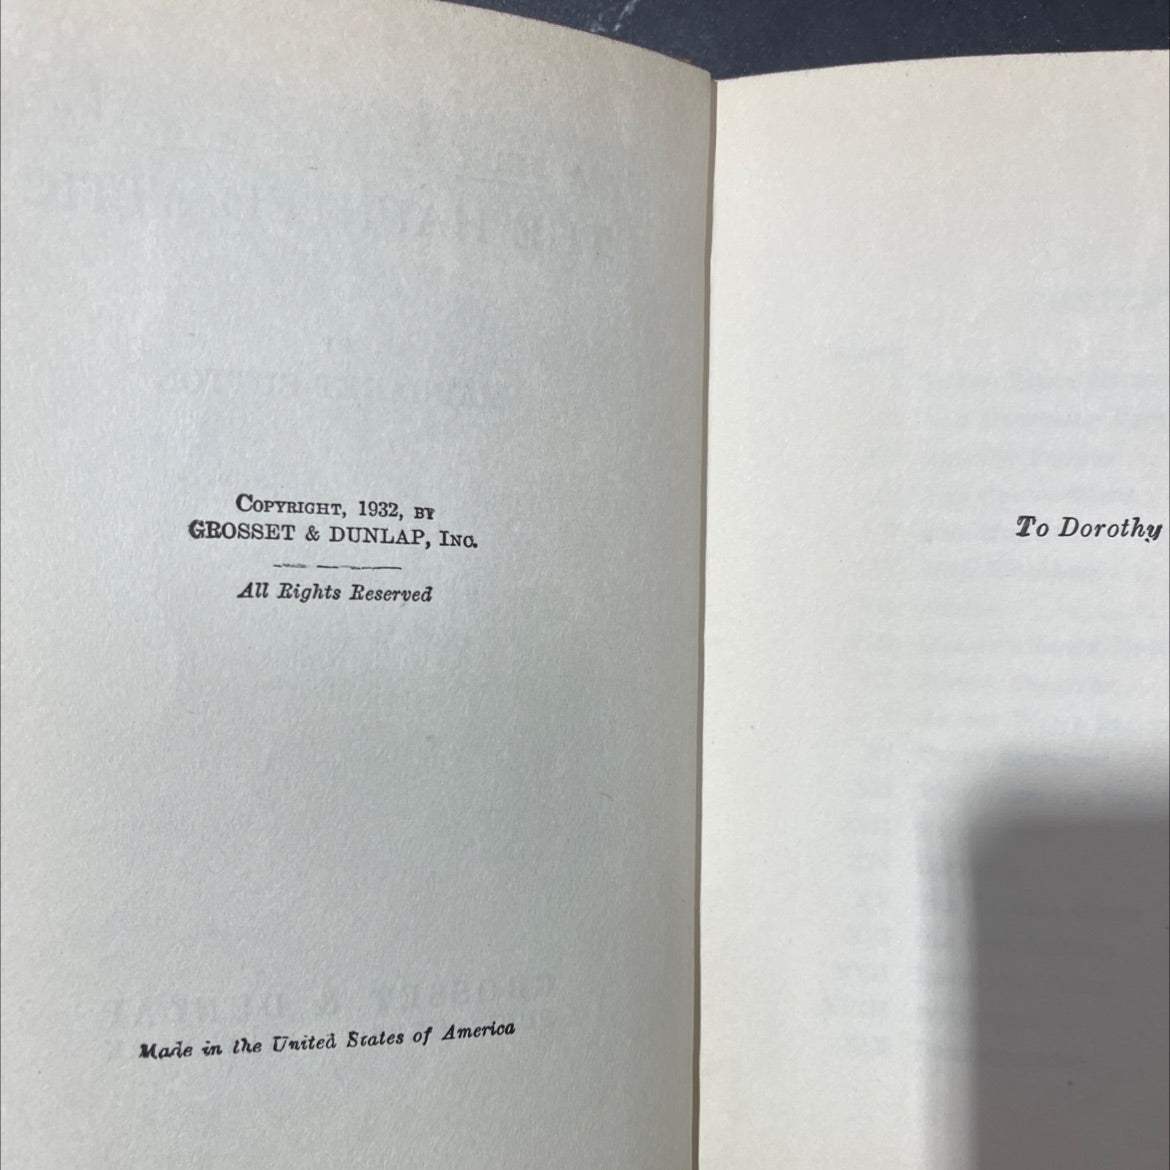 COPYRIGHT, 1932, BY
GROSSET & DUNLAP, INC.
All Rights Reserved
Made in the United States of America
To Dorothy